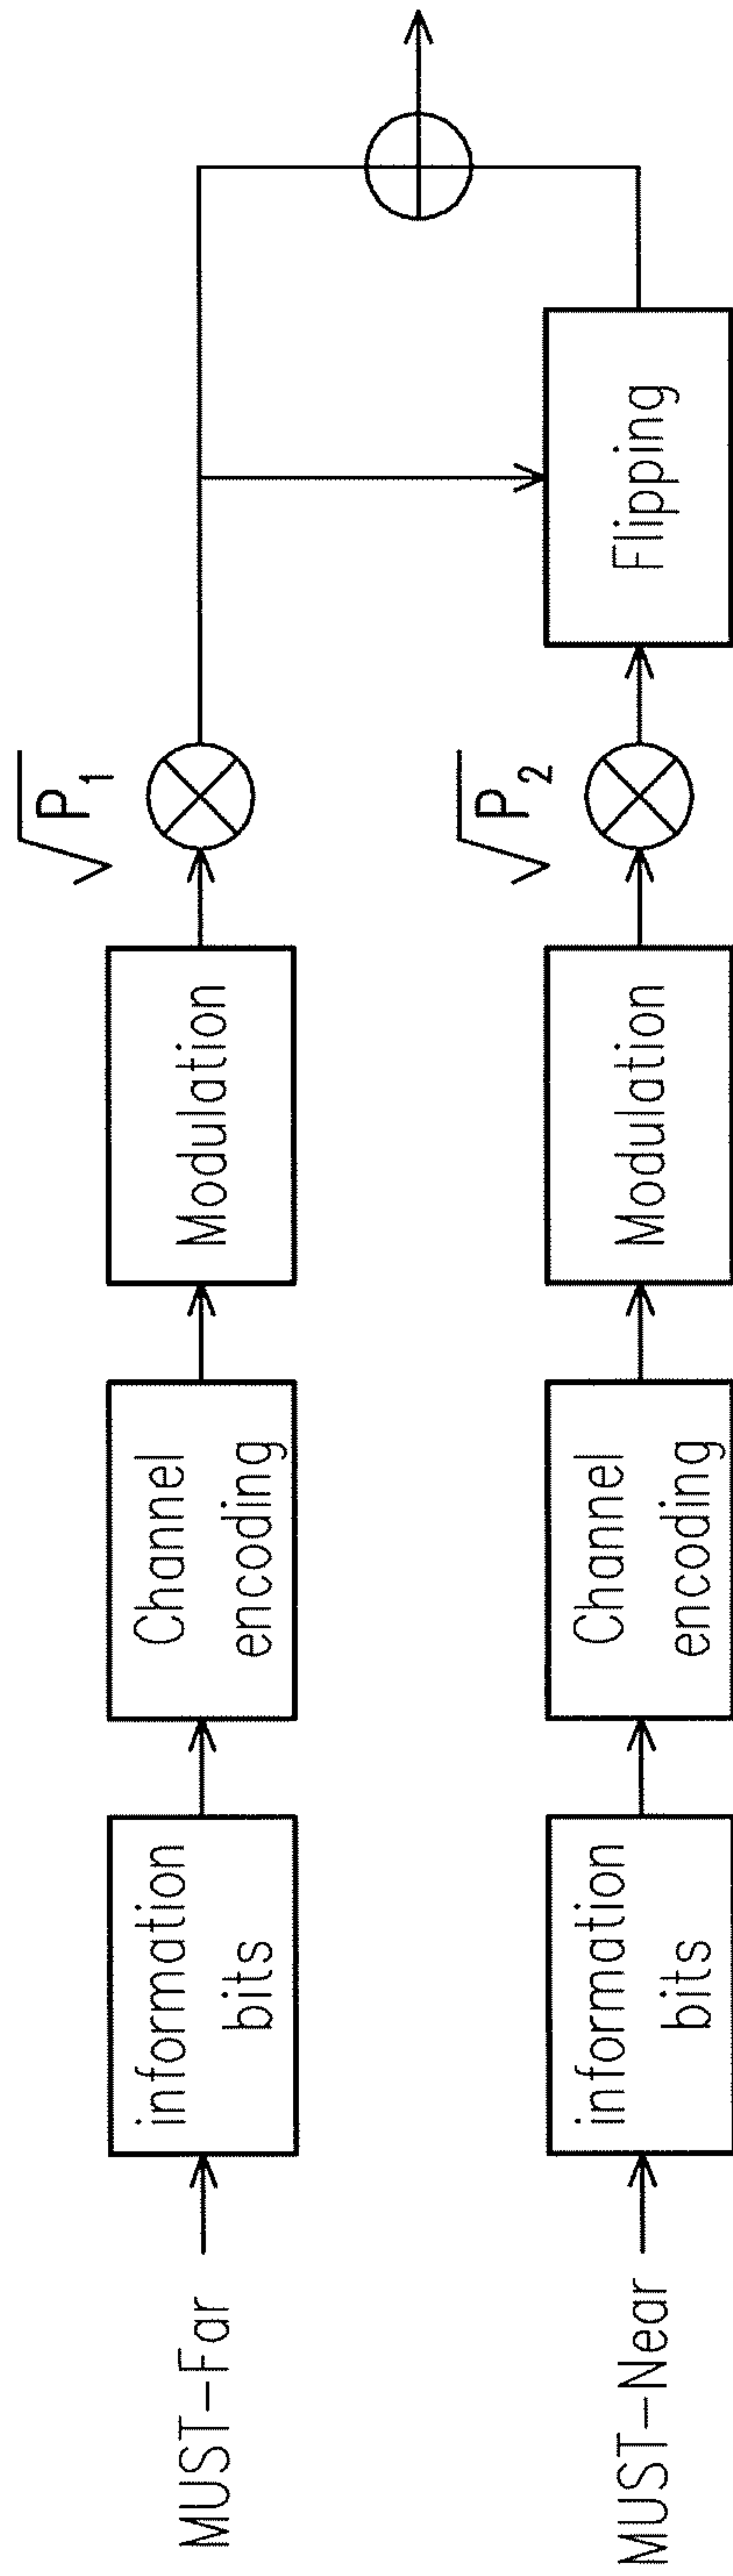 MUST-Far
information
bits
Channel
encoding
Modulation
√P1
MUST-Near
information
bits
Channel
encoding
Modulation
√P2
Flipping